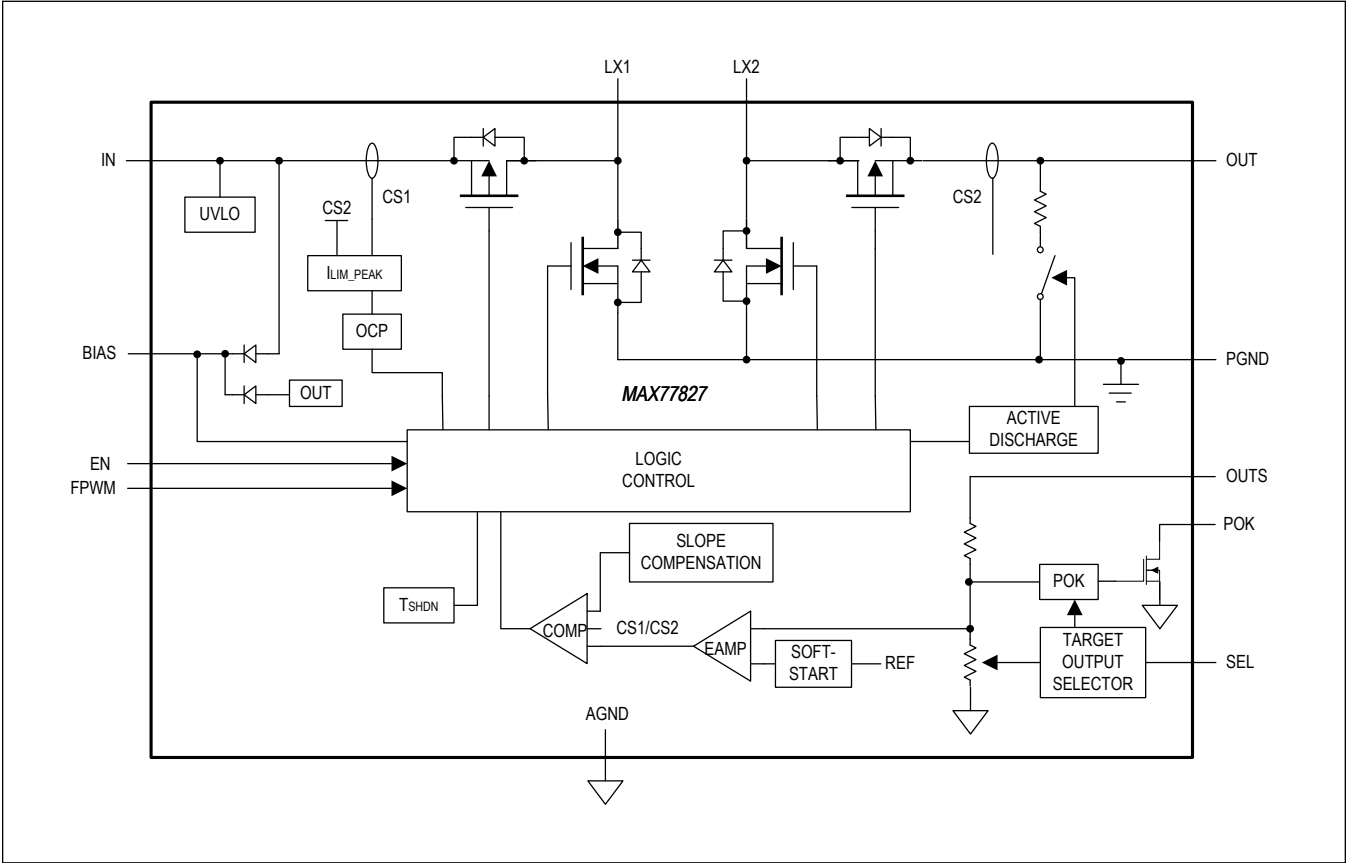 LX1
LX2
IN
OUT
CS1
CS2
UVLO
CS2
ILIM_PEAK
OCP
BIAS
PGND
OUT
MAX77827
ACTIVE
DISCHARGE
LOGIC
CONTROL
EN
FPWM
OUTS
POK
SLOPE
COMPENSATION
POK
TSHDN
COMP
CS1/CS2
EAMP
SOFT-
START
REF
TARGET
OUTPUT
SELECTOR
SEL
AGND